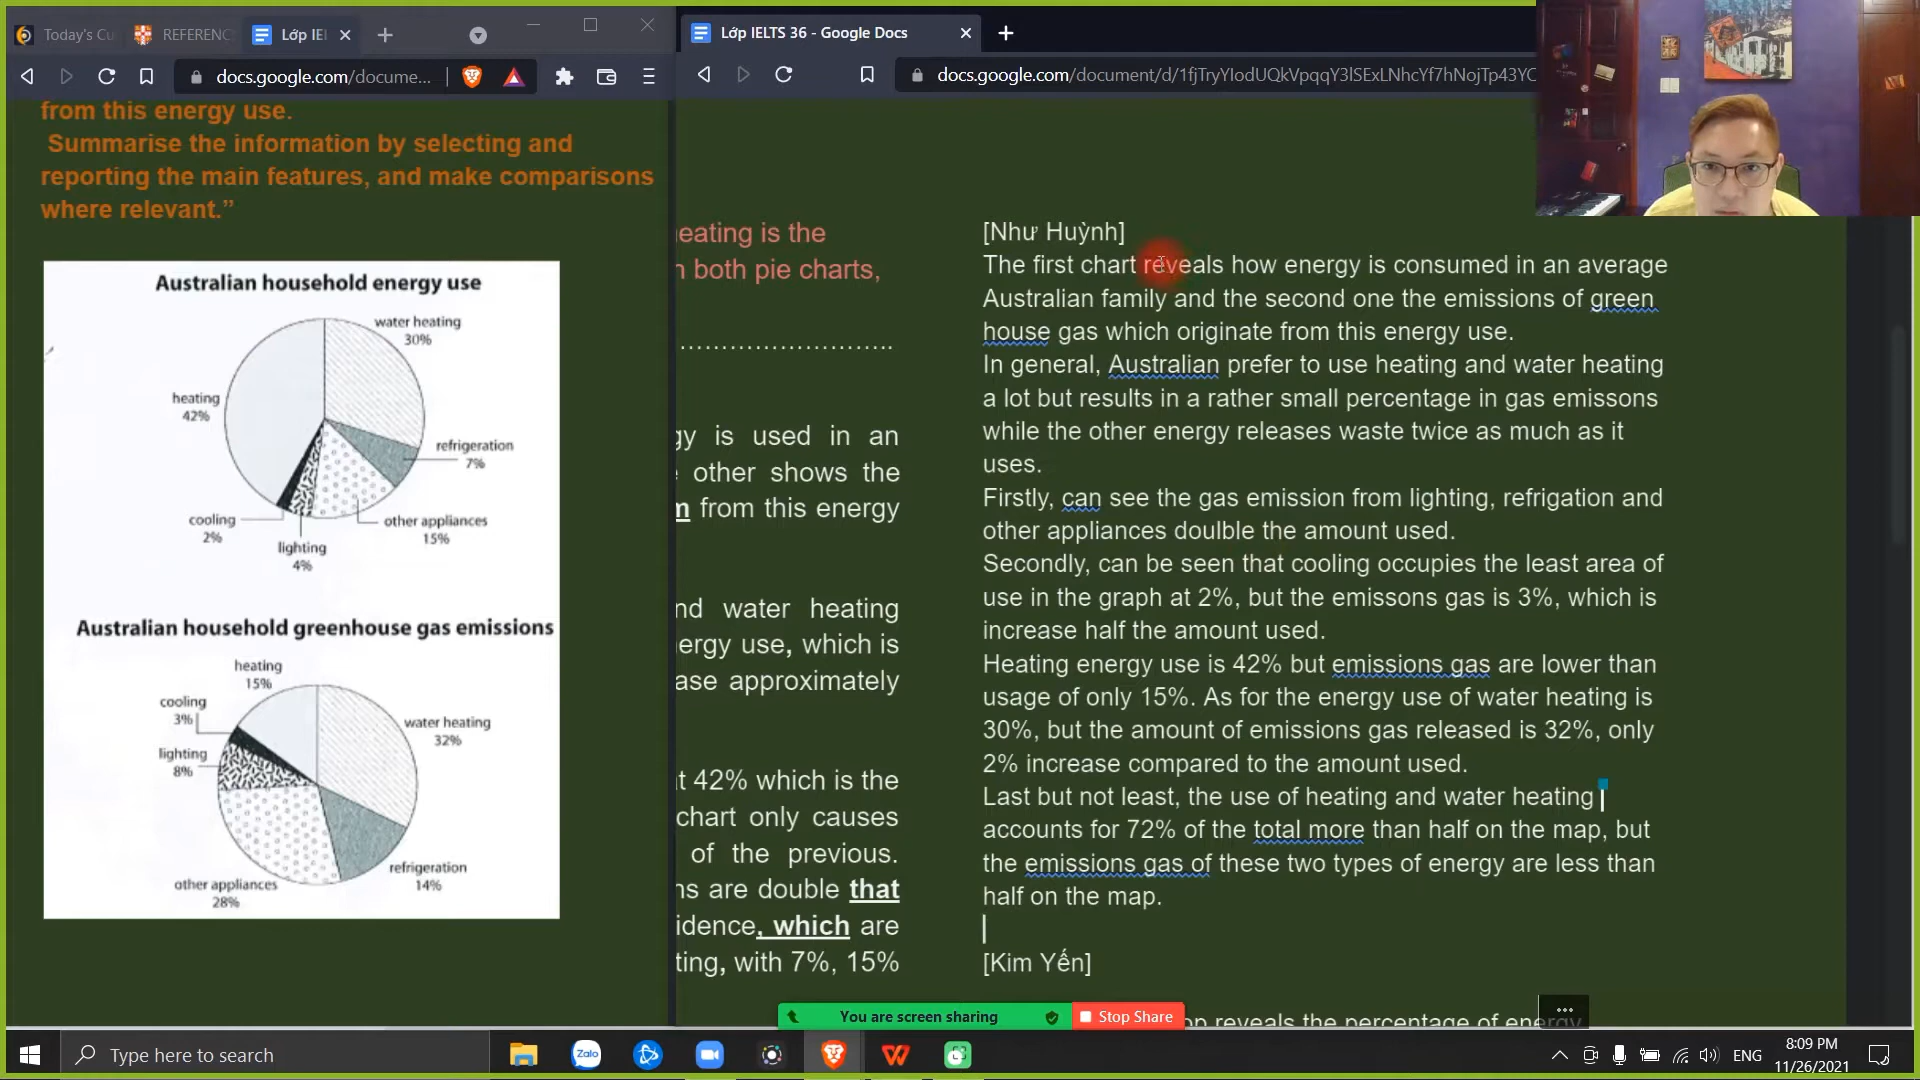 Today's Cu
REFERENC
Lớp IE
Lớp IELTS 36 - Google Docs
docs.google.com/docume...
docs.google.com/document/d/1fjTryYIodUQkVpqqY3lSExLNhcYf7hNojTp43YC
from this energy use.
Summarise the information by selecting and
reporting the main features, and make comparisons
where relevant.”
Australian household energy use
water heating
30%
heating
42%
refrigeration
7%
cooling
2%
other appliances
15%
lighting
4%
Australian household greenhouse gas emissions
heating
15%
cooling
3%
water heating
32%
lighting
8%
refrigeration
14%
other appliances
28%
eating is the
n both pie charts,
…………………………..
gy is used in an
other shows the
m from this energy
nd water heating
ergy use, which is
ase approximately
at 42% which is the
chart only causes
of the previous.
ns are double that
idence, which are
ting, with 7%, 15%
[Như Huỳnh]
The first chart reveals how energy is consumed in an average
Australian family and the second one the emissions of green
house gas which originate from this energy use.
In general, Australian prefer to use heating and water heating
a lot but results in a rather small percentage in gas emissons
while the other energy releases waste twice as much as it
uses.
Firstly, can see the gas emission from lighting, refrigation and
other appliances doulble the amount used.
Secondly, can be seen that cooling occupies the least area of
use in the graph at 2%, but the emissons gas is 3%, which is
increase half the amount used.
Heating energy use is 42% but emissions gas are lower than
usage of only 15%. As for the energy use of water heating is
30%, but the amount of emissions gas released is 32%, only
2% increase compared to the amount used.
Last but not least, the use of heating and water heating
accounts for 72% of the total more than half on the map, but
the emissions gas of these two types of energy are less than
half on the map.
[Kim Yến]
op reveals the percentage of energy
You are screen sharing
Stop Share
Type here to search
Zalo
ENG
8:09 PM
11/26/2021